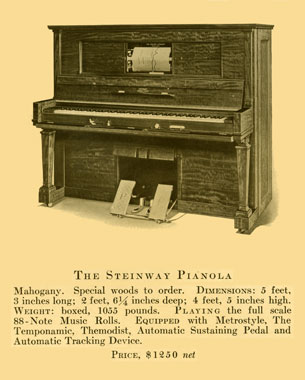 THE STEINWAY PIANOLA
Mahogany. Special woods to order. DIMENSIONS: 5 feet,
3 inches long; 2 feet, 6¼ inches deep; 4 feet, 5 inches high.
WEIGHT: boxed, 1055 pounds. PLAYING the full scale
88-Note Music Rolls. EQUIPPED with Metrostyle, The
Temponamic, Themodist, Automatic Sustaining Pedal and
Automatic Tracking Device.
PRICE, $1250 net